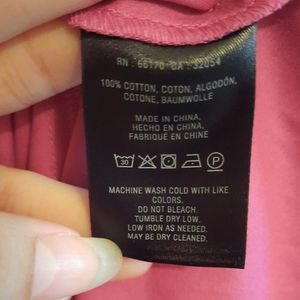 RN : 66170 CA : 32054
100% COTTON, COTON, ALGODÓN,
COTONE, BAUMWOLLE
MADE IN CHINA,
HECHO EN CHINA,
FABRIQUÉ EN CHINE
30 P
MACHINE WASH COLD WITH LIKE
COLORS.
DO NOT BLEACH.
TUMBLE DRY LOW.
LOW IRON AS NEEDED.
MAY BE DRY CLEANED.